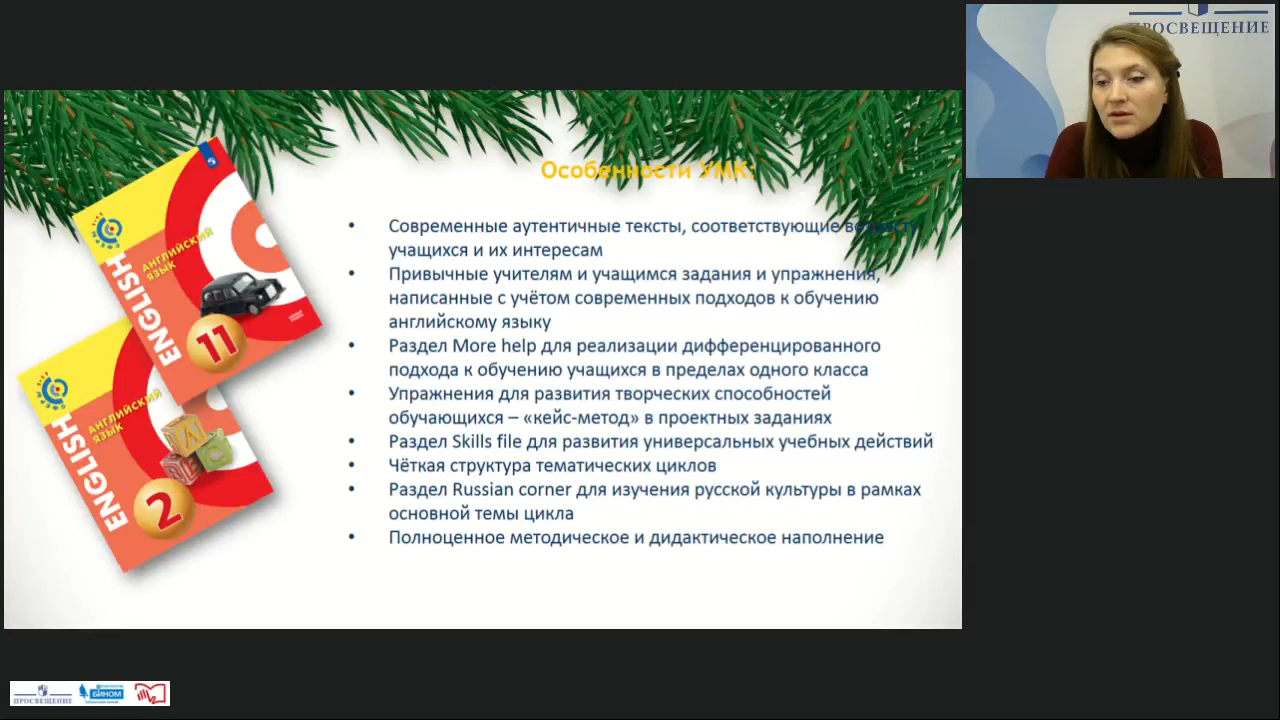 ПРОСВЕЩЕНИЕ
Особенности УМК:
• Современные аутентичные тексты, соответствующие возрасту
учащихся и их интересам
• Привычные учителям и учащимся задания и упражнения,
написанные с учётом современных подходов к обучению
английскому языку
• Раздел More help для реализации дифференцированного
подхода к обучению учащихся в пределах одного класса
• Упражнения для развития творческих способностей
обучающихся – «кейс-метод» в проектных заданиях
• Раздел Skills file для развития универсальных учебных действий
• Чёткая структура тематических циклов
• Раздел Russian corner для изучения русской культуры в рамках
основной темы цикла
• Полноценное методическое и дидактическое наполнение
АНГЛИЙСКИЙ
ЯЗЫК
ENGLISH
11
АНГЛИЙСКИЙ
ЯЗЫК
ENGLISH
2
ПРОСВЕЩЕНИЕ
БИНОМ